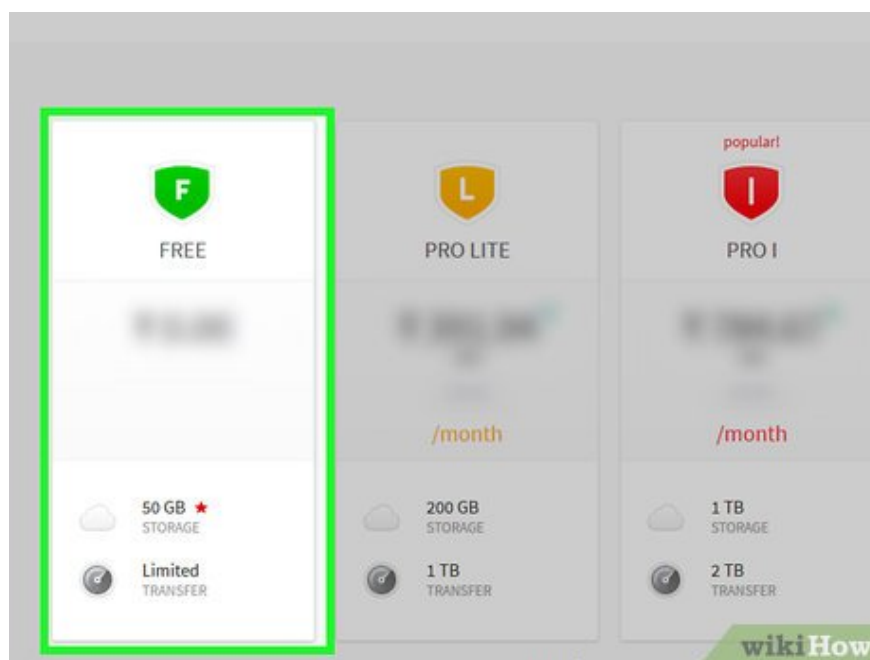 F
FREE
50 GB ★
STORAGE
Limited
TRANSFER
L
PRO LITE
/month
200 GB
STORAGE
1 TB
TRANSFER
popular!
I
PRO I
/month
1 TB
STORAGE
2 TB
TRANSFER
wikiHow